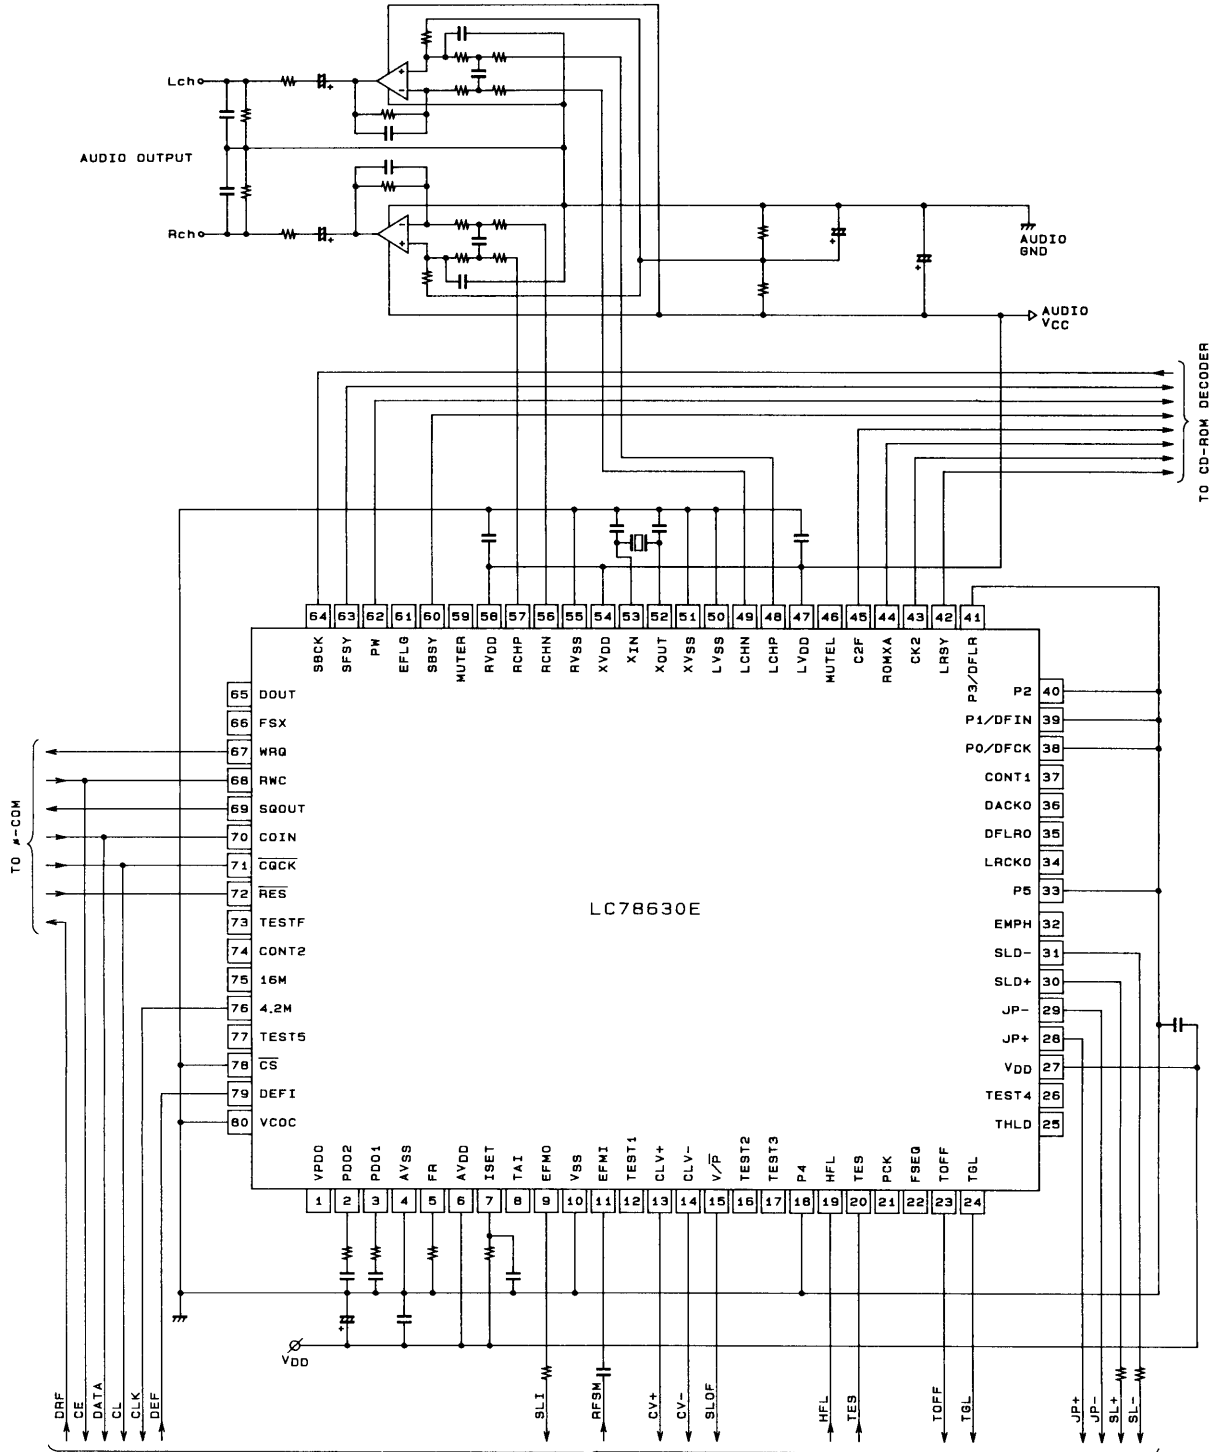 Lch
AUDIO OUTPUT
Rch
AUDIO
GND
AUDIO
VCC
TO CD-ROM DECODER
64 63 62 61 60 59 58 57 56 55 54 53 52 51 50 49 48 47 46 45 44 43 42 41
SBCK SFSY PW EFLG SBSY MUTER RVDD RCHP RCHN RVSS XVDD XIN XOUT XVSS LVSS LCHN LCHP LVDD MUTEL C2F ROMXA CK2 LRSY P3/DFLR
65 DOUT
66 FSX
67 WRQ
68 RWC
69 SQOUT
70 COIN
71 CQCK
72 RES
73 TESTF
74 CONT2
75 16M
76 4.2M
77 TEST5
78 CS
79 DEFI
80 VCOC
TO μ-COM
LC78630E
P2 40
P1/DFIN 39
P0/DFCK 38
CONT1 37
DACKO 36
DFLRO 35
LRCKO 34
P5 33
EMPH 32
SLD- 31
SLD+ 30
JP- 29
JP+ 28
VDD 27
TEST4 26
THLD 25
VPDO PDO2 PDO1 AVSS FR AVDD ISET TAI EFMO VSS EFMI TEST1 CLV+ CLV- V/P TEST2 TEST3 P4 HFL TES PCK FSEQ TOFF TGL
1 2 3 4 5 6 7 8 9 10 11 12 13 14 15 16 17 18 19 20 21 22 23 24
VDD
DRF CE DATA CL CLK DEF SLI RFSM CV+ CV- SLOF HFL TES TOFF TGL JP+ JP- SL+ SL-